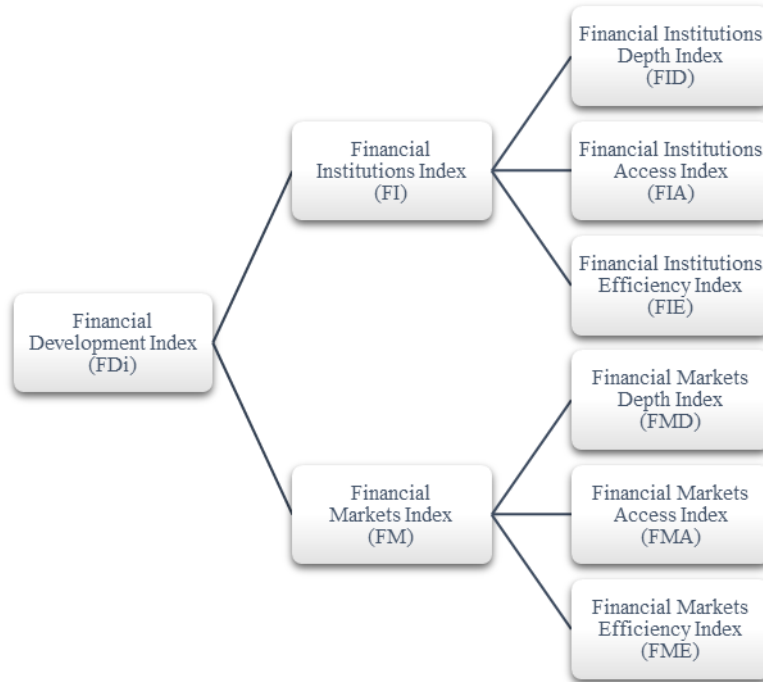 Financial Institutions
Depth Index
(FID)
Financial
Institutions Index
(FI)
Financial Institutions
Access Index
(FIA)
Financial Institutions
Efficiency Index
(FIE)
Financial
Development Index
(FDi)
Financial Markets
Depth Index
(FMD)
Financial
Markets Index
(FM)
Financial Markets
Access Index
(FMA)
Financial Markets
Efficiency Index
(FME)